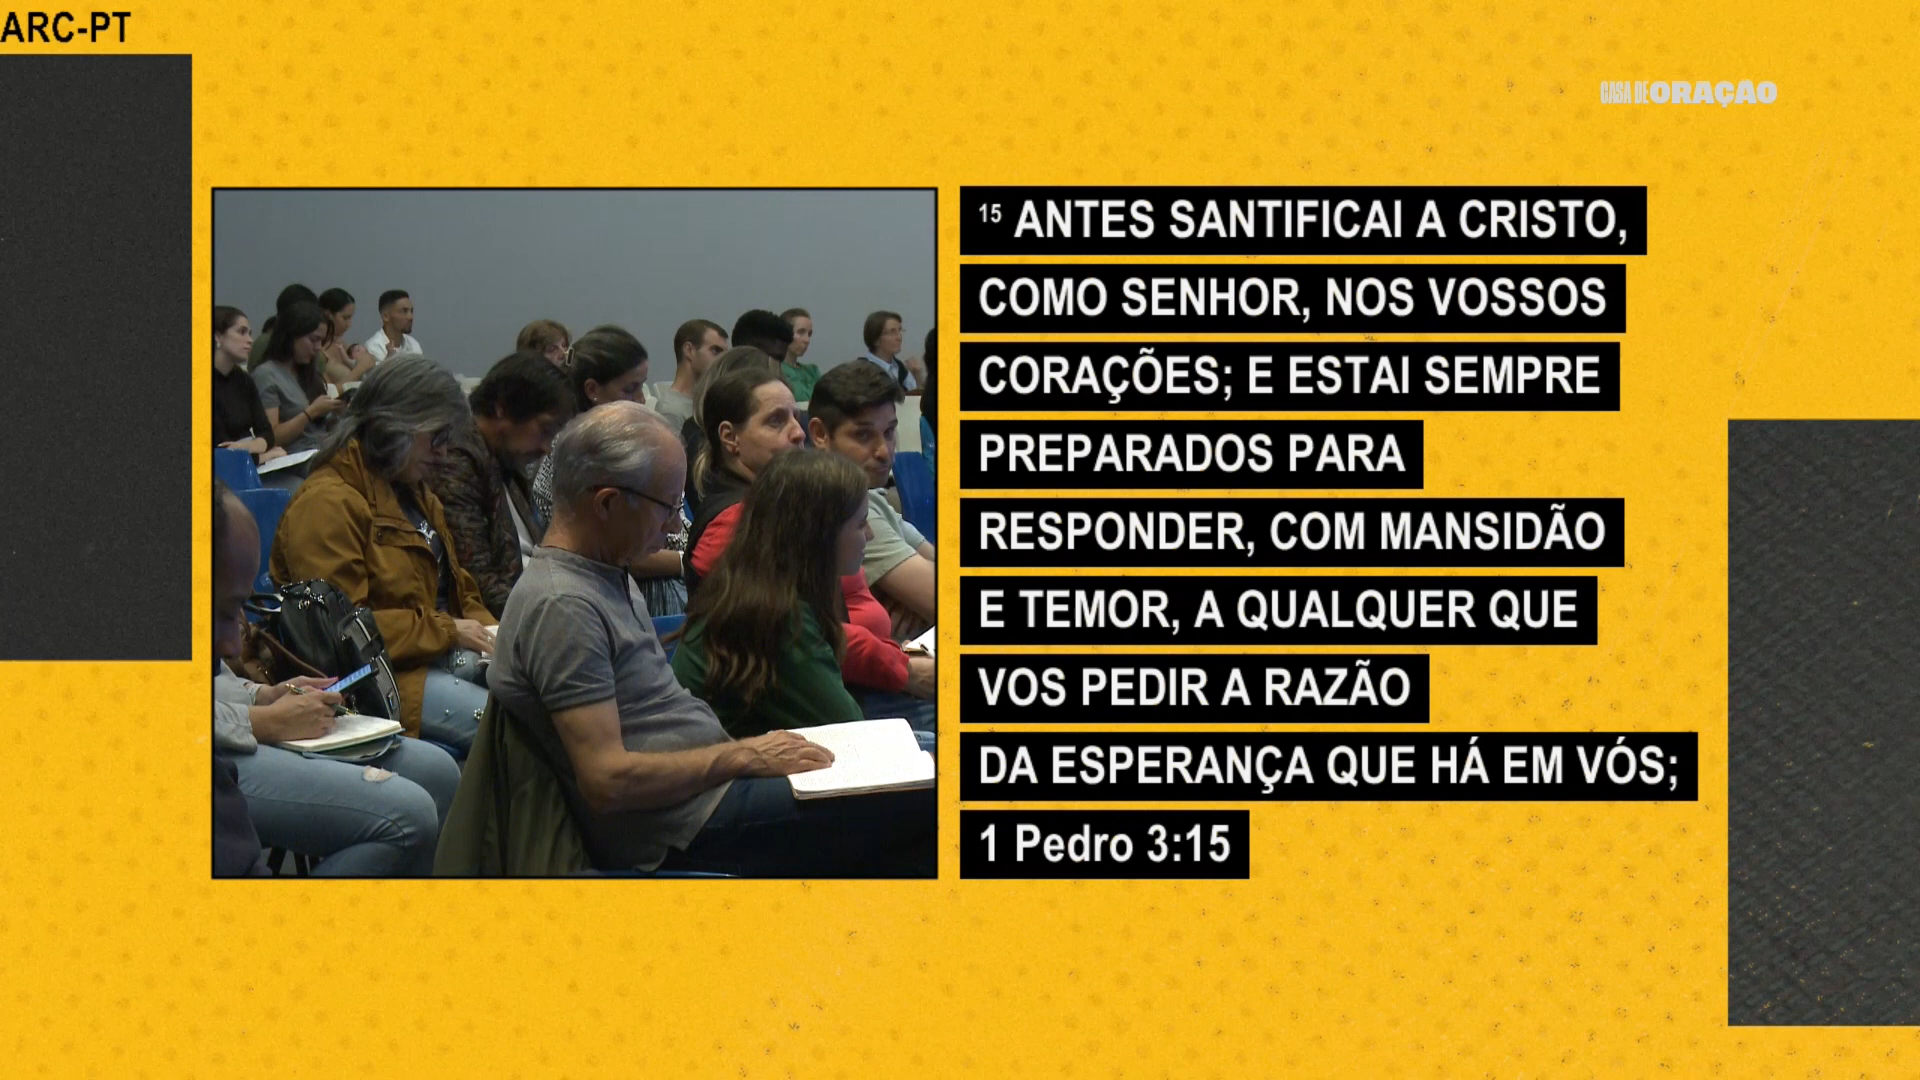 ARC-PT
CASA DE ORAÇÃO
15 ANTES SANTIFICAI A CRISTO,
COMO SENHOR, NOS VOSSOS
CORAÇÕES; E ESTAI SEMPRE
PREPARADOS PARA
RESPONDER, COM MANSIDÃO
E TEMOR, A QUALQUER QUE
VOS PEDIR A RAZÃO
DA ESPERANÇA QUE HÁ EM VÓS;
1 Pedro 3:15